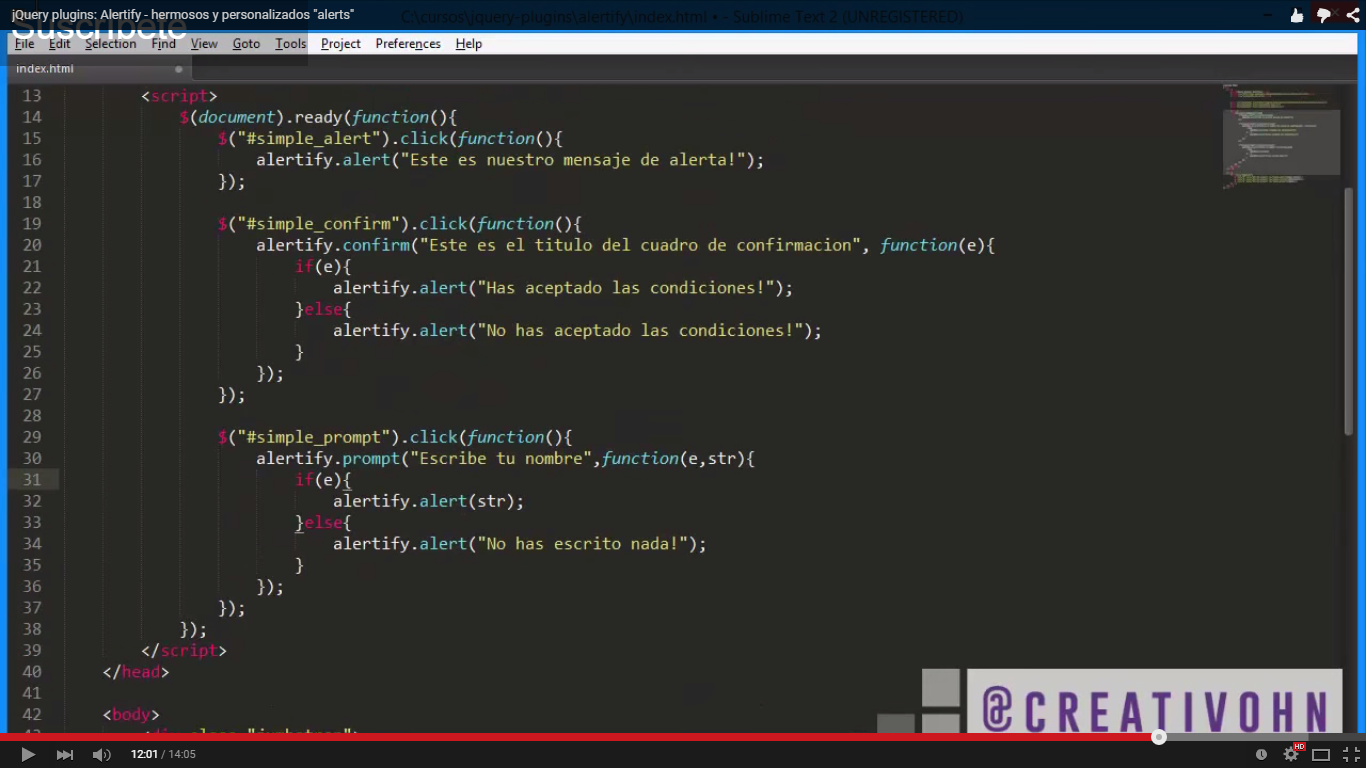 jQuery plugins: Alertify - hermosos y personalizados "alerts"
C:\cursos\jquery-plugins\alertify\index.html • - Sublime Text 2 (UNREGISTERED)
Suscríbete
File Edit Selection Find View Goto Tools Project Preferences Help
index.html
13 <script>
14 $(document).ready(function(){
15 $("#simple_alert").click(function(){
16 alertify.alert("Este es nuestro mensaje de alerta!");
17 });
18
19 $("#simple_confirm").click(function(){
20 alertify.confirm("Este es el titulo del cuadro de confirmacion", function(e){
21 if(e){
22 alertify.alert("Has aceptado las condiciones!");
23 }else{
24 alertify.alert("No has aceptado las condiciones!");
25 }
26 });
27 });
28
29 $("#simple_prompt").click(function(){
30 alertify.prompt("Escribe tu nombre",function(e,str){
31 if(e){
32 alertify.alert(str);
33 }else{
34 alertify.alert("No has escrito nada!");
35 }
36 });
37 });
38 });
39 </script>
40 </head>
41
42 <body>
@CREATIVOHN
12:01 / 14:05
HD